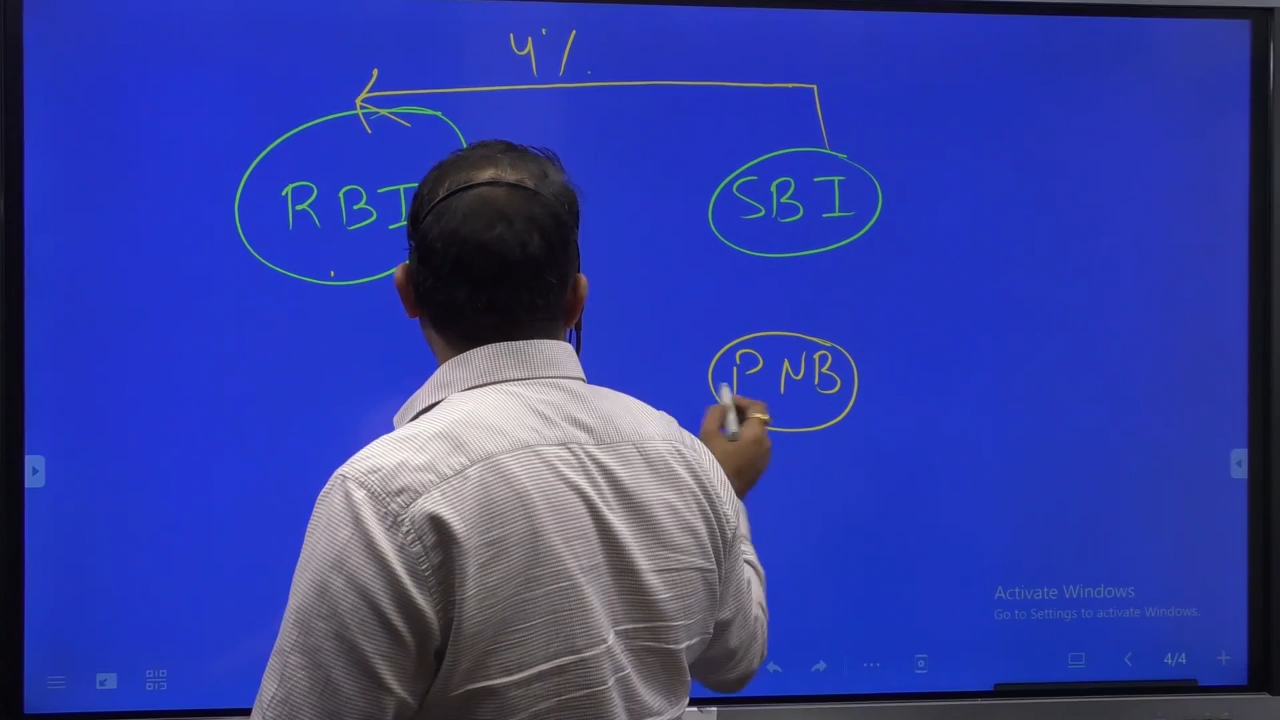 4%
RBI
SBI
PNB
Activate Windows
Go to Settings to activate Windows.
4/4